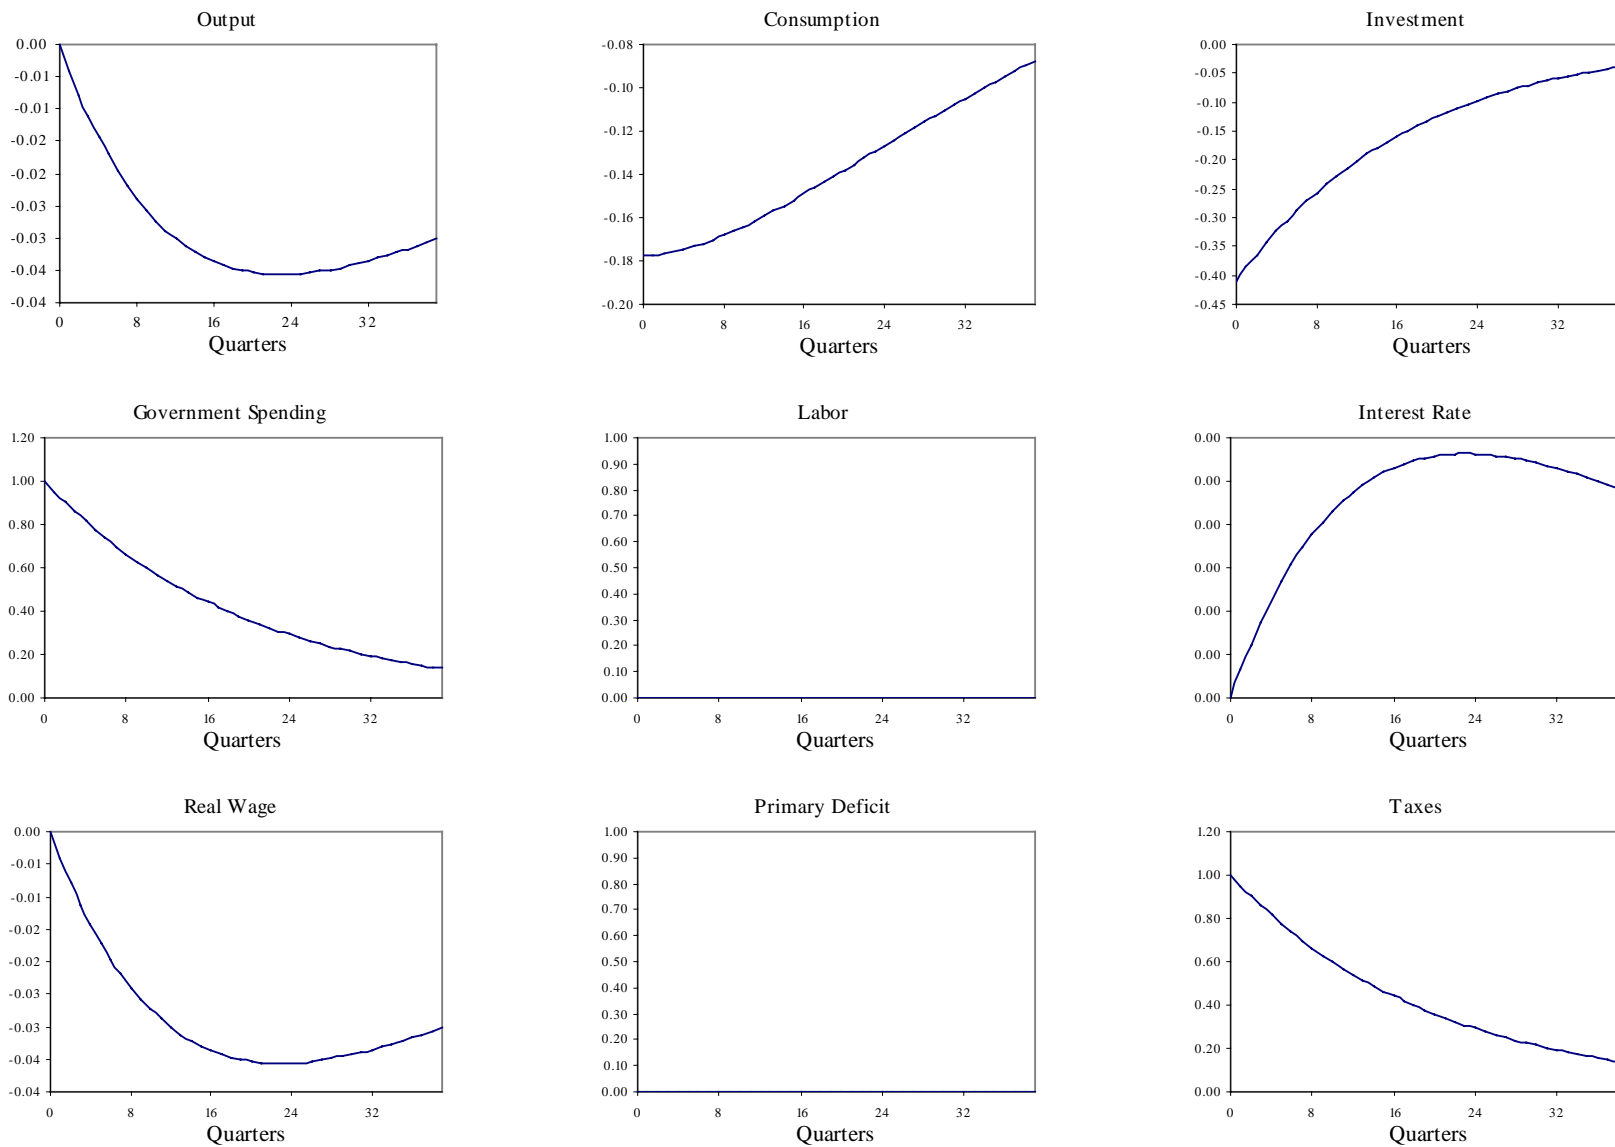 Output
0.00
-0.01
-0.01
-0.02
-0.02
-0.03
-0.03
-0.04
-0.04
0 8 16 24 32
Quarters
Consumption
-0.08
-0.10
-0.12
-0.14
-0.16
-0.18
-0.20
0 8 16 24 32
Quarters
Investment
0.00
-0.05
-0.10
-0.15
-0.20
-0.25
-0.30
-0.35
-0.40
-0.45
0 8 16 24 32
Quarters
Government Spending
1.20
1.00
0.80
0.60
0.40
0.20
0.00
0 8 16 24 32
Quarters
Labor
1.00
0.90
0.80
0.70
0.60
0.50
0.40
0.30
0.20
0.10
0.00
0 8 16 24 32
Quarters
Interest Rate
0.00
0.00
0.00
0.00
0.00
0.00
0.00
0 8 16 24 32
Quarters
Real Wage
0.00
-0.01
-0.01
-0.02
-0.02
-0.03
-0.03
-0.04
-0.04
0 8 16 24 32
Quarters
Primary Deficit
1.00
0.90
0.80
0.70
0.60
0.50
0.40
0.30
0.20
0.10
0.00
0 8 16 24 32
Quarters
Taxes
1.20
1.00
0.80
0.60
0.40
0.20
0.00
0 8 16 24 32
Quarters